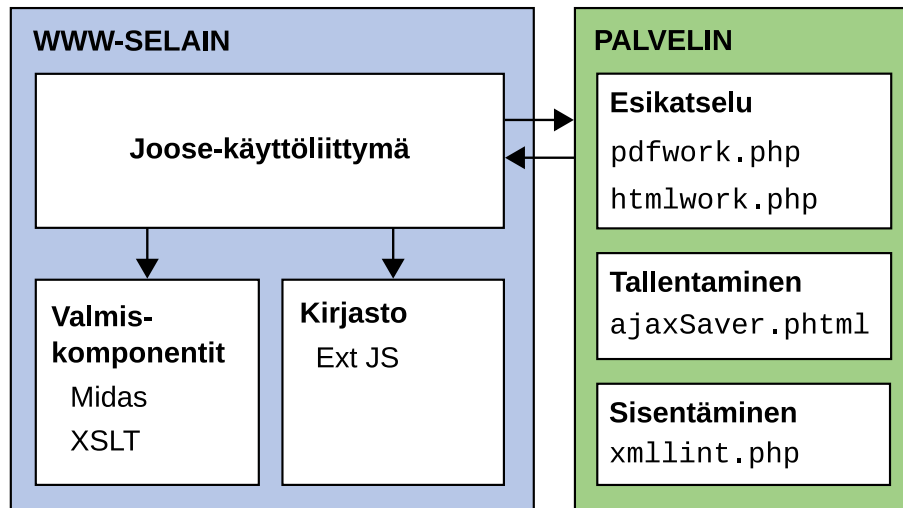 WWW-SELAIN
Joose-käyttöliittymä
Valmis-
komponentit
Midas
XSLT
Kirjasto
Ext JS
PALVELIN
Esikatselu
pdfwork.php
htmlwork.php
Tallentaminen
ajaxSaver.phtml
Sisentäminen
xmllint.php